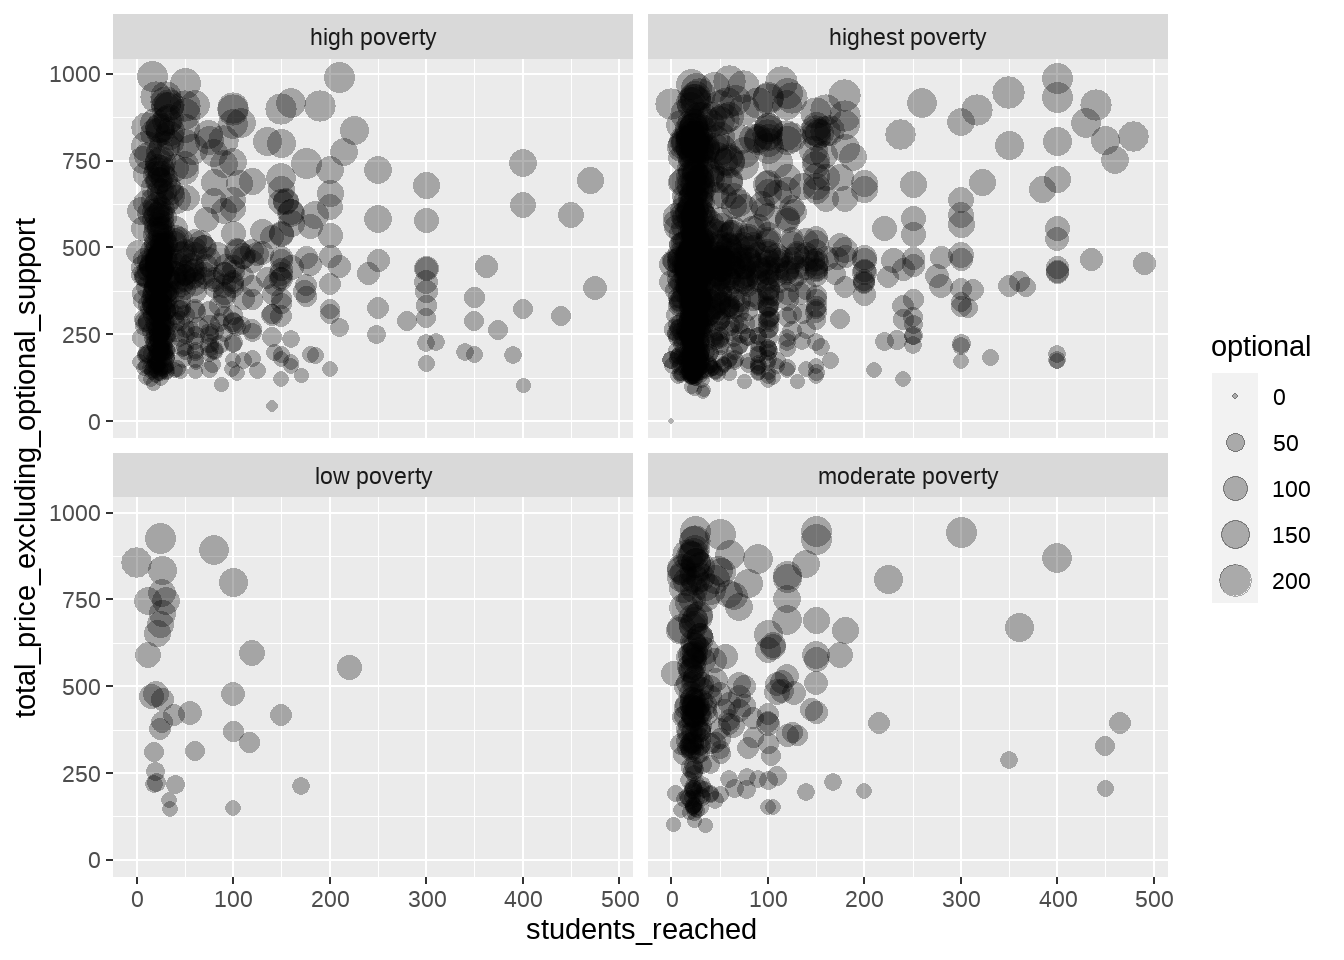 high poverty
highest poverty
1000
750
500
250
0
low poverty
moderate poverty
1000
750
500
250
0
0 100 200 300 400 500
0 100 200 300 400 500
students_reached
total_price_excluding_optional_support
optional
0
50
100
150
200